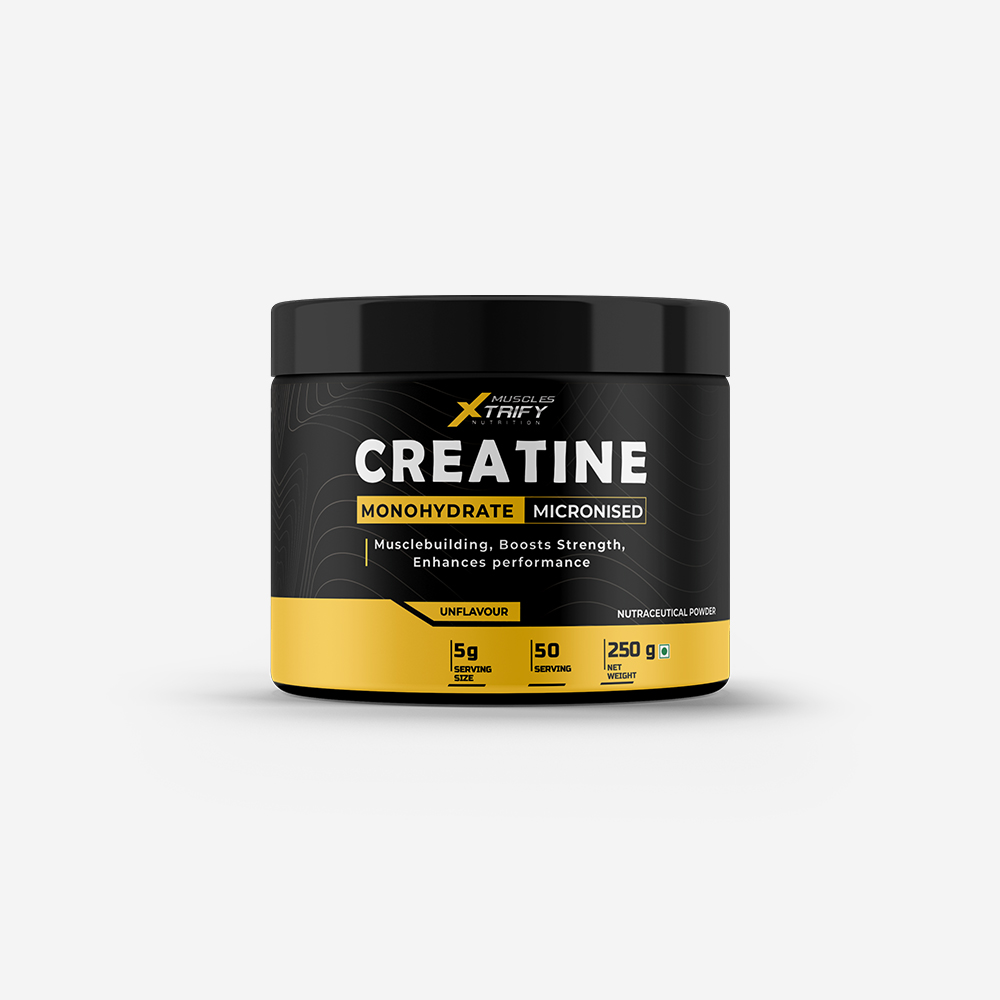 MUSCLES
XTRIFY
NUTRITION
CREATINE
MONOHYDRATE MICRONISED
Musclebuilding, Boosts Strength,
Enhances performance
UNFLAVOUR
NUTRACEUTICAL POWDER
5g 50 250 g
SERVING SIZE SERVING NET WEIGHT